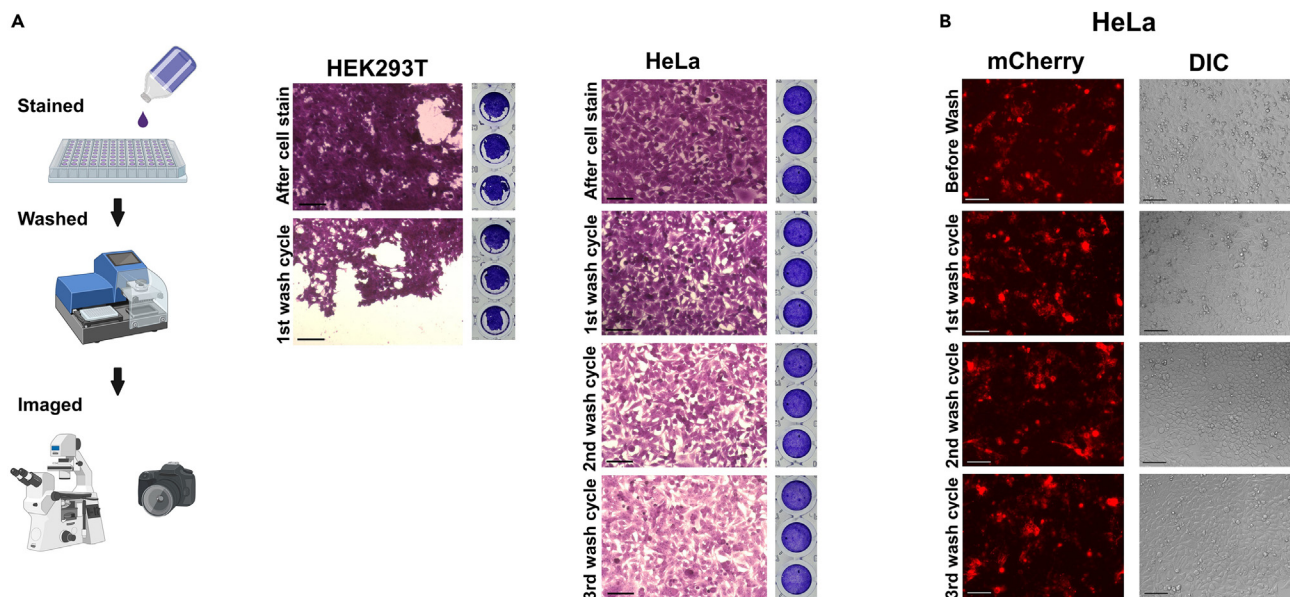 A
Stained
Washed
Imaged
HEK293T
After cell stain
1st wash cycle
HeLa
After cell stain
1st wash cycle
2nd wash cycle
3rd wash cycle
B
HeLa
mCherry
DIC
Before Wash
1st wash cycle
2nd wash cycle
3rd wash cycle